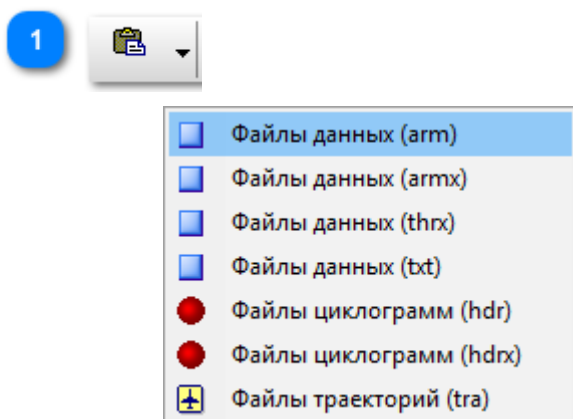 1
Файлы данных (arm)
Файлы данных (armx)
Файлы данных (thrx)
Файлы данных (txt)
Файлы циклограмм (hdr)
Файлы циклограмм (hdrx)
Файлы траекторий (tra)